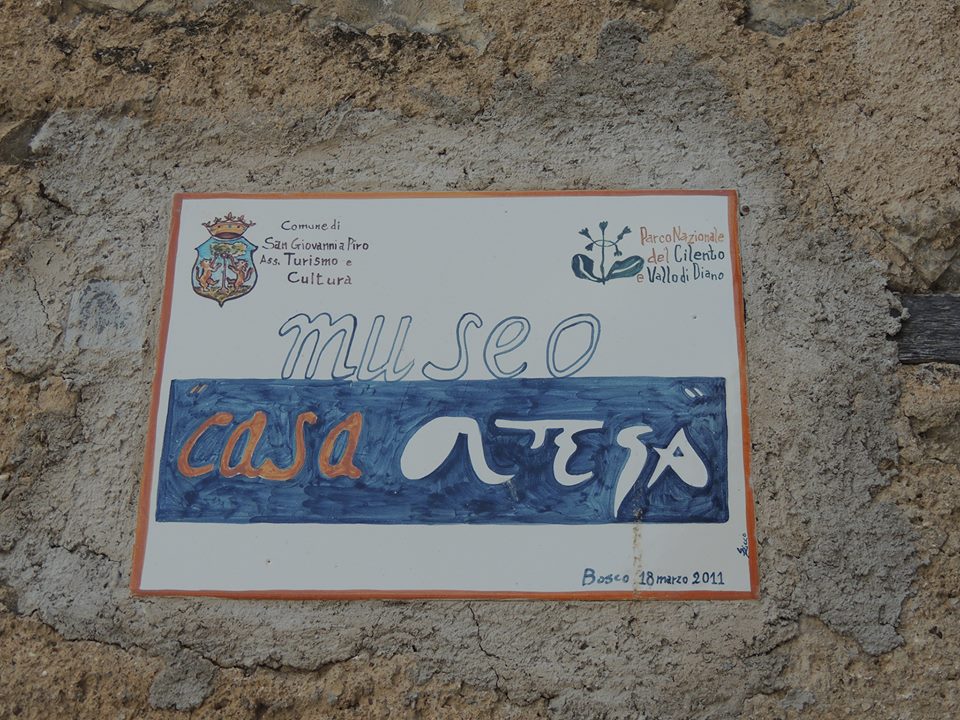 Comune di
San Giovanni a Piro
Ass. Turismo e
Cultura
Parco Nazionale
del Cilento
e Vallo di Diano
museo
"casa ortega"
Bosco 18 marzo 2011